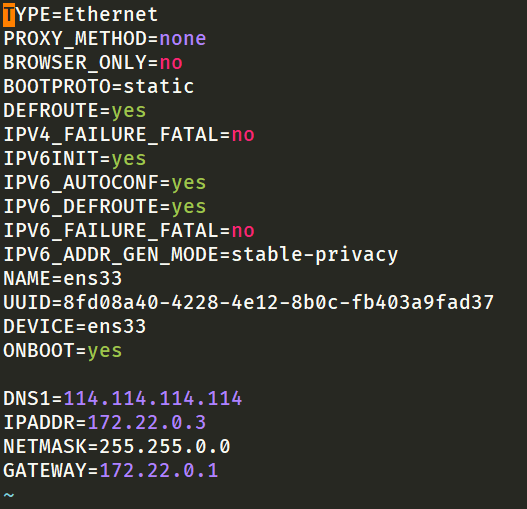 TYPE=Ethernet
PROXY_METHOD=none
BROWSER_ONLY=no
BOOTPROTO=static
DEFROUTE=yes
IPV4_FAILURE_FATAL=no
IPV6INIT=yes
IPV6_AUTOCONF=yes
IPV6_DEFROUTE=yes
IPV6_FAILURE_FATAL=no
IPV6_ADDR_GEN_MODE=stable-privacy
NAME=ens33
UUID=8fd08a40-4228-4e12-8b0c-fb403a9fad37
DEVICE=ens33
ONBOOT=yes

DNS1=114.114.114.114
IPADDR=172.22.0.3
NETMASK=255.255.0.0
GATEWAY=172.22.0.1
~